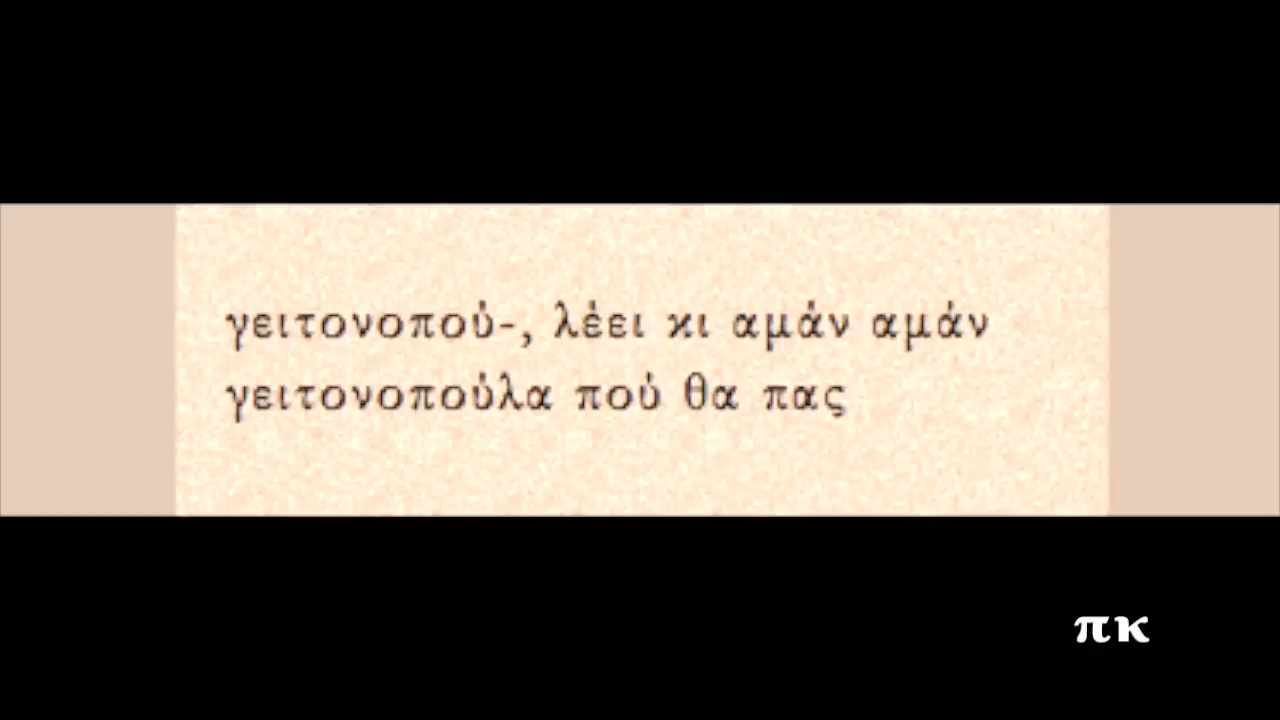 γειτονοπού-, λέει κι αμάν αμάν
γειτονοπούλα πού θα πας
πκ